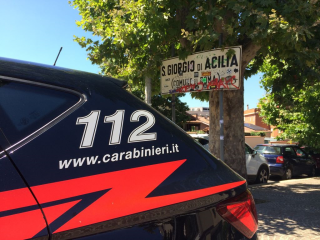 S. GIORGIO DI ACILIA
112
www.carabinieri.it